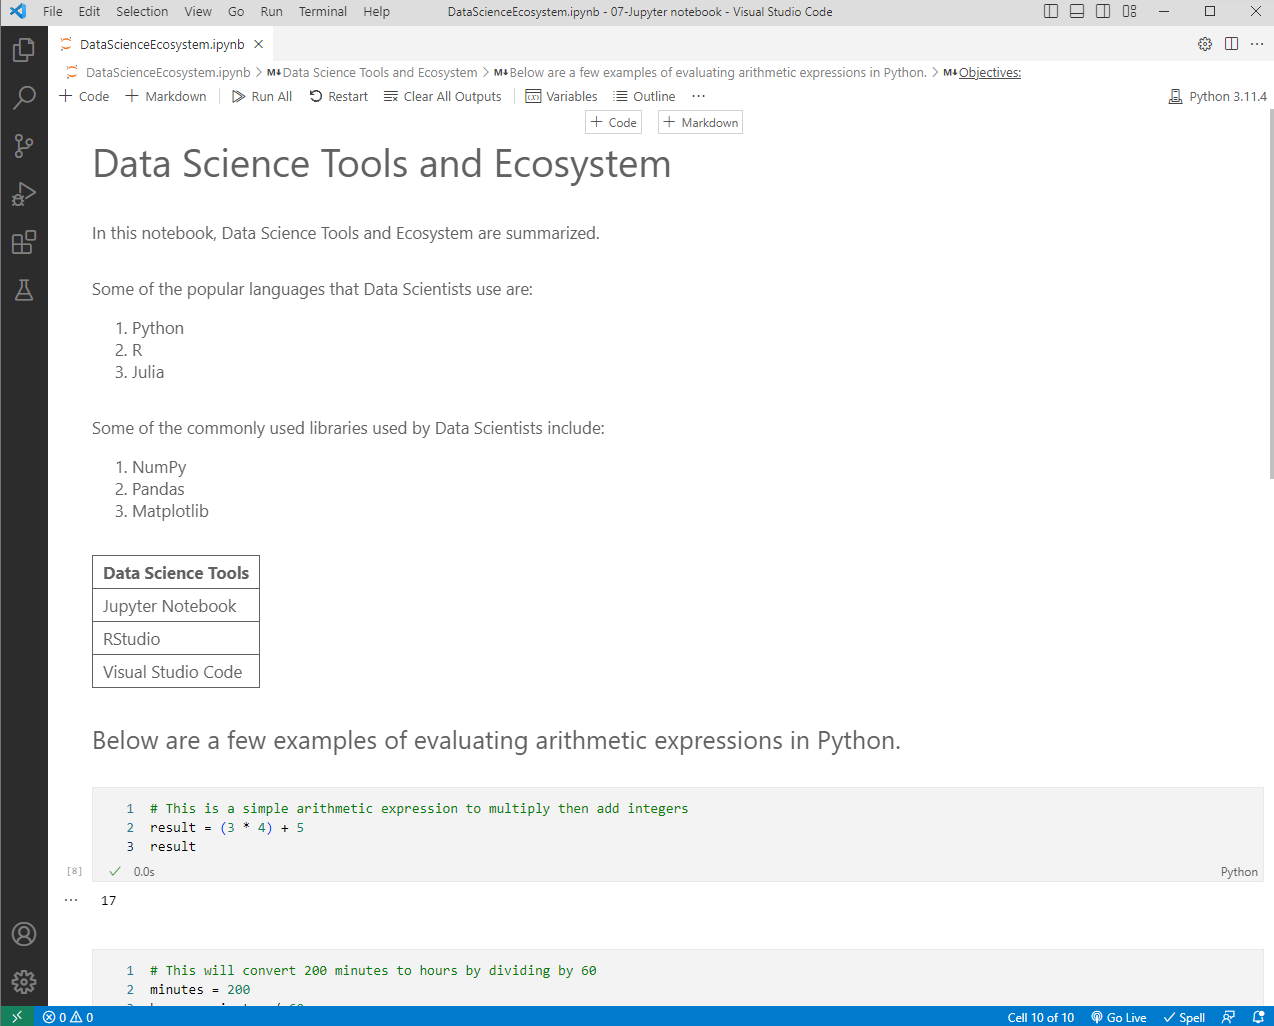 File Edit Selection View Go Run Terminal Help DataScienceEcosystem.ipynb - 07-Jupyter notebook - Visual Studio Code
DataScienceEcosystem.ipynb
DataScienceEcosystem.ipynb > M↓Data Science Tools and Ecosystem > M↓Below are a few examples of evaluating arithmetic expressions in Python. > M↓Objectives:
+ Code + Markdown Run All Restart Clear All Outputs Variables Outline ··· Python 3.11.4
+ Code + Markdown
Data Science Tools and Ecosystem
In this notebook, Data Science Tools and Ecosystem are summarized.
Some of the popular languages that Data Scientists use are:
1. Python
2. R
3. Julia
Some of the commonly used libraries used by Data Scientists include:
1. NumPy
2. Pandas
3. Matplotlib
Data Science Tools
Jupyter Notebook
RStudio
Visual Studio Code
Below are a few examples of evaluating arithmetic expressions in Python.
1 # This is a simple arithmetic expression to multiply then add integers
2 result = (3 * 4) + 5
3 result
[8] 0.0s Python
··· 17
1 # This will convert 200 minutes to hours by dividing by 60
2 minutes = 200
0 0 Cell 10 of 10 Go Live Spell